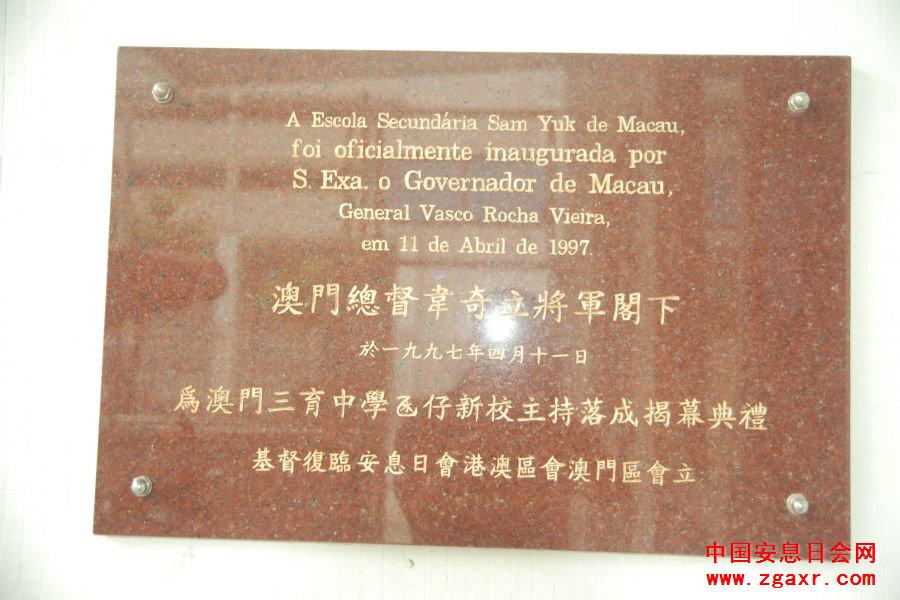 A Escola Secundária Sam Yuk de Macau,
foi oficialmente inaugurada por
S. Exa. o Governador de Macau,
General Vasco Rocha Vieira,
em 11 de Abril de 1997.
澳門總督韋奇立將軍閣下
於一九九七年四月十一日
爲澳門三育中學氹仔新校主持落成揭幕典禮
基督復臨安息日會港澳區會澳門區會立
中国安息日会网
www.zgaxr.com